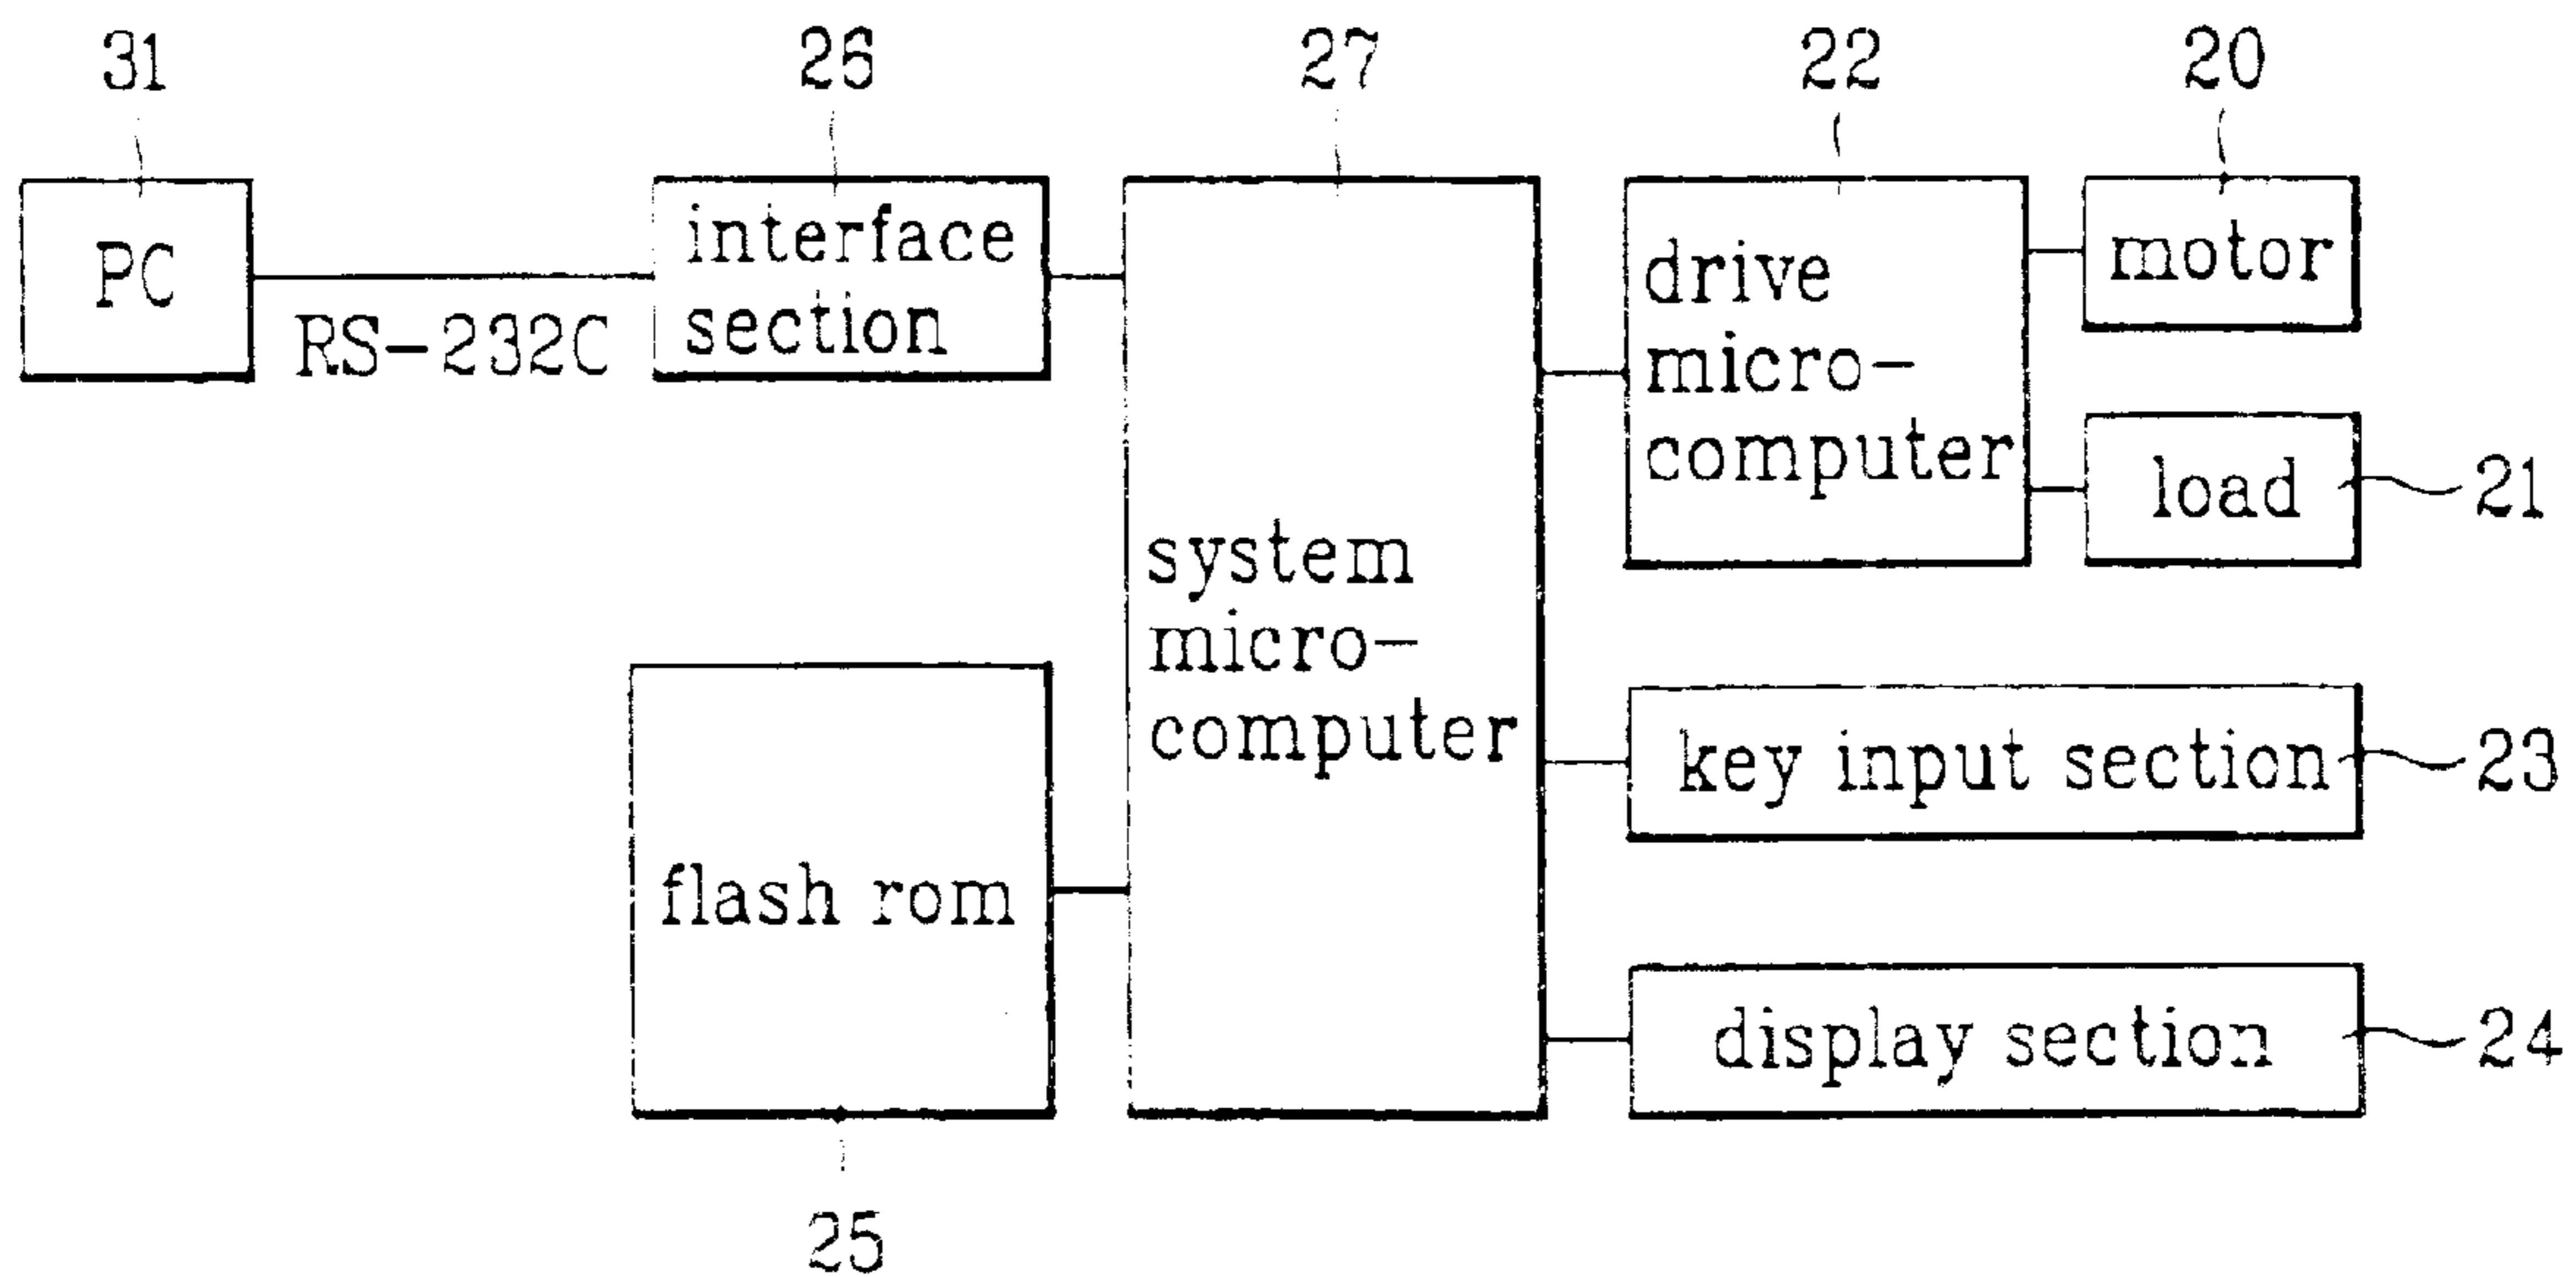 31
26
27
22
20
PC
RS-232C
interface
section
system
micro-
computer
drive
micro-
computer
motor
load
21
key input section
23
flash rom
display section
24
25